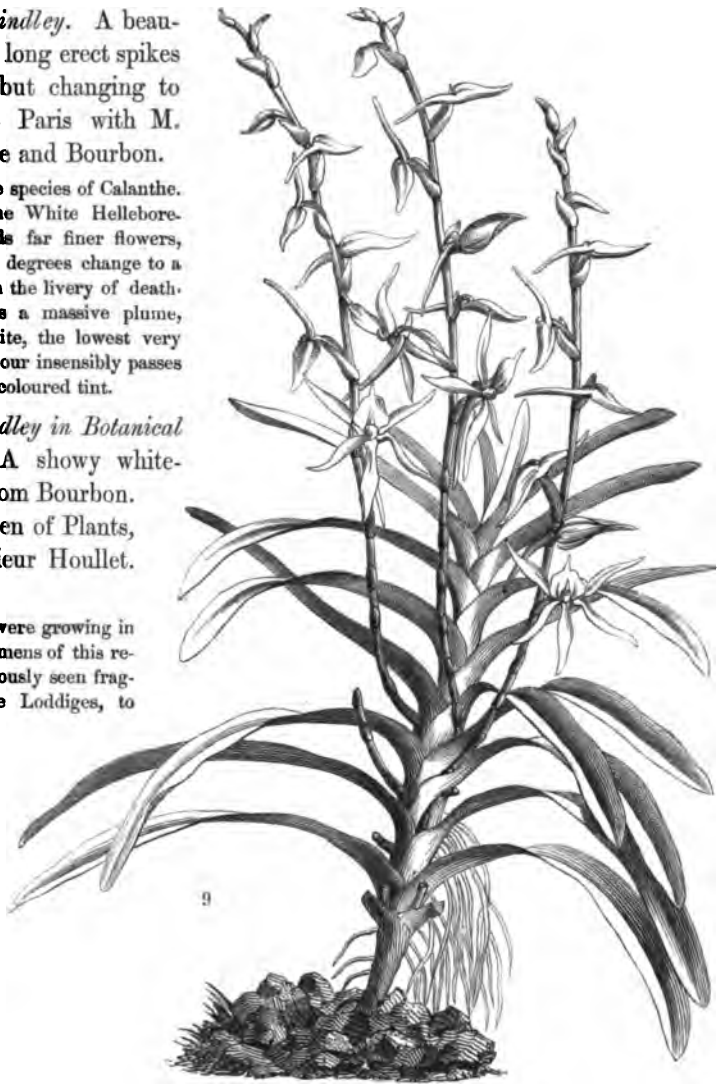 indley. A beau-
long erect spikes
but changing to
Paris with M.
e and Bourbon.
e species of Calanthe.
ne White Hellebore-
ls far finer flowers,
degrees change to a
n the livery of death.
s a massive plume,
ite, the lowest very
our insensibly passes
coloured tint.
dley in Botanical
A showy white-
om Bourbon.
en of Plants,
ieur Houllet.
were growing in
mens of this re-
ously seen frag-
e Loddiges, to
9